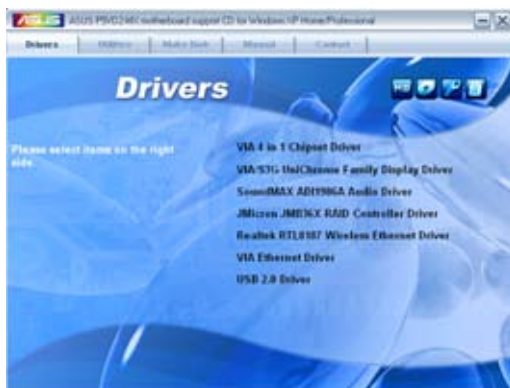 ASUS P5VD2-MX motherboard support CD for Windows XP Home/Professional
Drivers Utilities Make Disk Manual Contact
Drivers
Please select items on the right
side.
VIA 4 in 1 Chipset Driver
VIA/S3G UniChrome Family Display Driver
SoundMAX ADI1986A Audio Driver
JMicron JMB36X RAID Controller Driver
Realtek RTL8187 Wireless Ethernet Driver
VIA Ethernet Driver
USB 2.0 Driver